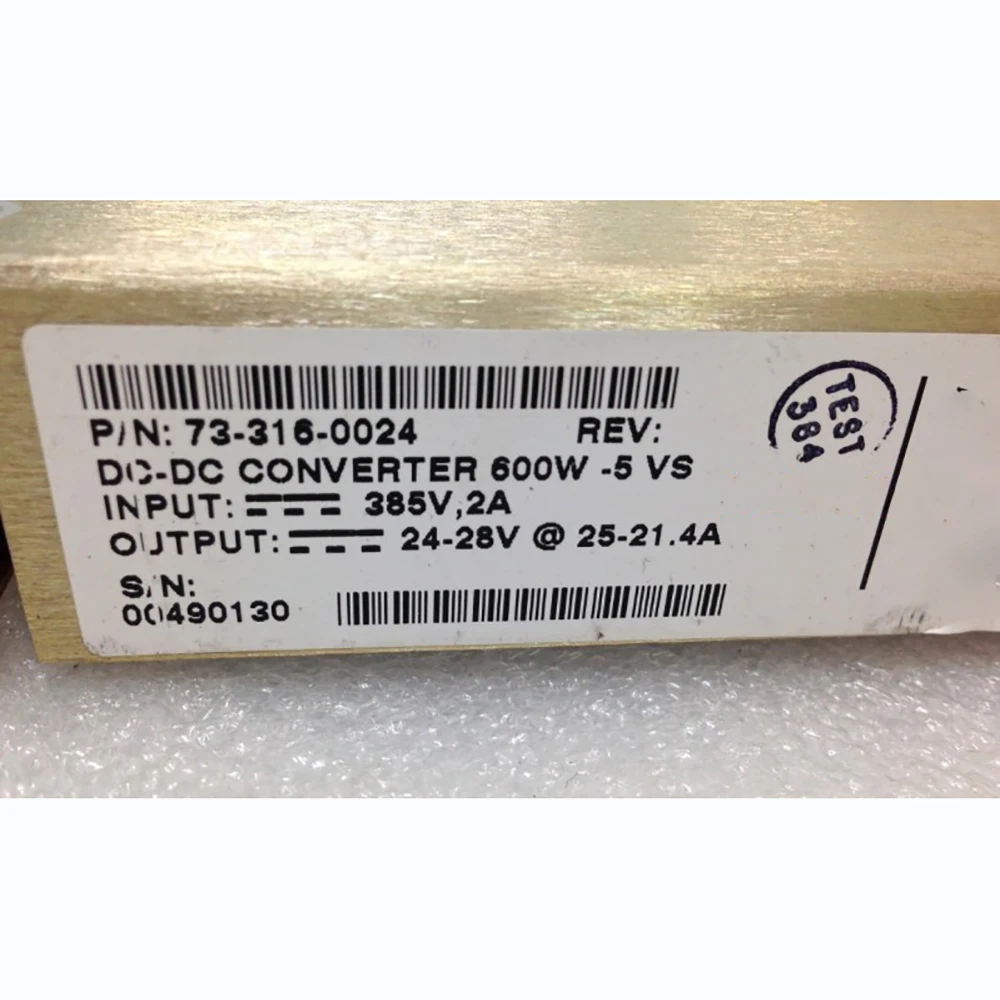 P/N: 73-316-0024 REV:
DC-DC CONVERTER 600W -5 VS
INPUT: 385V,2A
OUTPUT: 24-28V @ 25-21.4A
S/N:
00490130
TEST
384